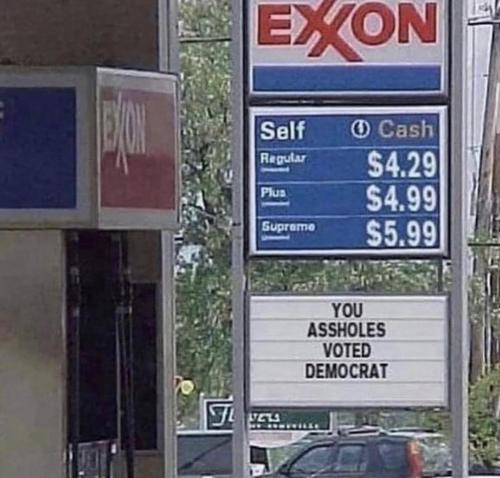 EXXON
EXXON
Self Cash
Regular $4.29
Plus $4.99
Supreme $5.99
YOU
ASSHOLES
VOTED
DEMOCRAT